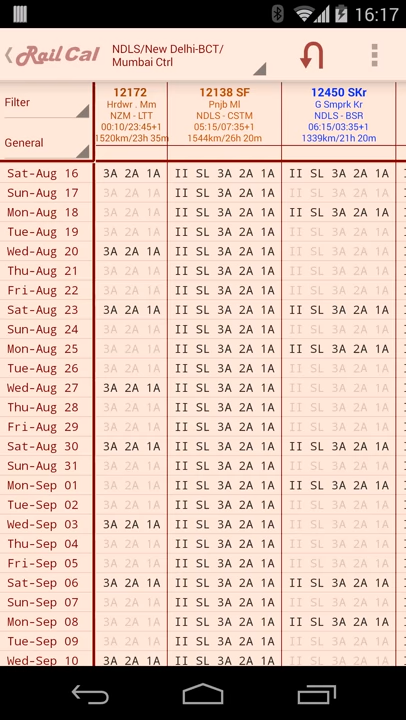 16:17
Rail Cal
NDLS/New Delhi-BCT/
Mumbai Ctrl
Filter
General
12172
Hrdwr . Mm
NZM - LTT
00:10/23:45+1
1520km/23h 35m
12138 SF
Pnjb Ml
NDLS - CSTM
05:15/07:35+1
1544km/26h 20m
12450 SKr
G Smprk Kr
NDLS - BSR
06:15/03:35+1
1339km/21h 20m
Sat-Aug 16 3A 2A 1A II SL 3A 2A 1A II SL 3A 2A 1A
Sun-Aug 17 3A 2A 1A II SL 3A 2A 1A II SL 3A 2A 1A
Mon-Aug 18 3A 2A 1A II SL 3A 2A 1A II SL 3A 2A 1A
Tue-Aug 19 3A 2A 1A II SL 3A 2A 1A II SL 3A 2A 1A
Wed-Aug 20 3A 2A 1A II SL 3A 2A 1A II SL 3A 2A 1A
Thu-Aug 21 3A 2A 1A II SL 3A 2A 1A II SL 3A 2A 1A
Fri-Aug 22 3A 2A 1A II SL 3A 2A 1A II SL 3A 2A 1A
Sat-Aug 23 3A 2A 1A II SL 3A 2A 1A II SL 3A 2A 1A
Sun-Aug 24 3A 2A 1A II SL 3A 2A 1A II SL 3A 2A 1A
Mon-Aug 25 3A 2A 1A II SL 3A 2A 1A II SL 3A 2A 1A
Tue-Aug 26 3A 2A 1A II SL 3A 2A 1A II SL 3A 2A 1A
Wed-Aug 27 3A 2A 1A II SL 3A 2A 1A II SL 3A 2A 1A
Thu-Aug 28 3A 2A 1A II SL 3A 2A 1A II SL 3A 2A 1A
Fri-Aug 29 3A 2A 1A II SL 3A 2A 1A II SL 3A 2A 1A
Sat-Aug 30 3A 2A 1A II SL 3A 2A 1A II SL 3A 2A 1A
Sun-Aug 31 3A 2A 1A II SL 3A 2A 1A II SL 3A 2A 1A
Mon-Sep 01 3A 2A 1A II SL 3A 2A 1A II SL 3A 2A 1A
Tue-Sep 02 3A 2A 1A II SL 3A 2A 1A II SL 3A 2A 1A
Wed-Sep 03 3A 2A 1A II SL 3A 2A 1A II SL 3A 2A 1A
Thu-Sep 04 3A 2A 1A II SL 3A 2A 1A II SL 3A 2A 1A
Fri-Sep 05 3A 2A 1A II SL 3A 2A 1A II SL 3A 2A 1A
Sat-Sep 06 3A 2A 1A II SL 3A 2A 1A II SL 3A 2A 1A
Sun-Sep 07 3A 2A 1A II SL 3A 2A 1A II SL 3A 2A 1A
Mon-Sep 08 3A 2A 1A II SL 3A 2A 1A II SL 3A 2A 1A
Tue-Sep 09 3A 2A 1A II SL 3A 2A 1A II SL 3A 2A 1A
Wed-Sep 10 3A 2A 1A II SL 3A 2A 1A II SL 3A 2A 1A